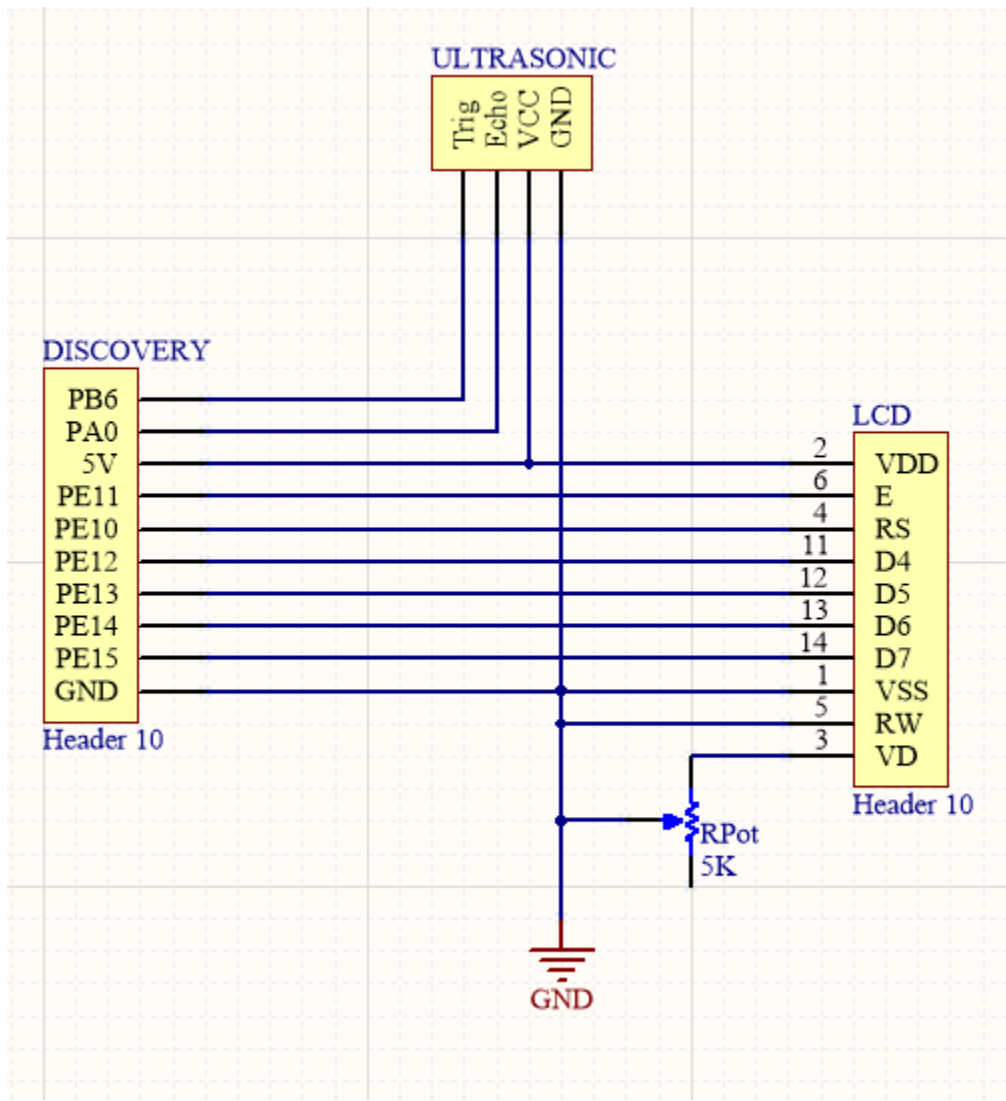 ULTRASONIC
Trig
Echo
VCC
GND
DISCOVERY
PB6
PA0
5V
PE11
PE10
PE12
PE13
PE14
PE15
GND
Header 10
LCD
2 VDD
6 E
4 RS
11 D4
12 D5
13 D6
14 D7
1 VSS
5 RW
3 VD
Header 10
RPot
5K
GND